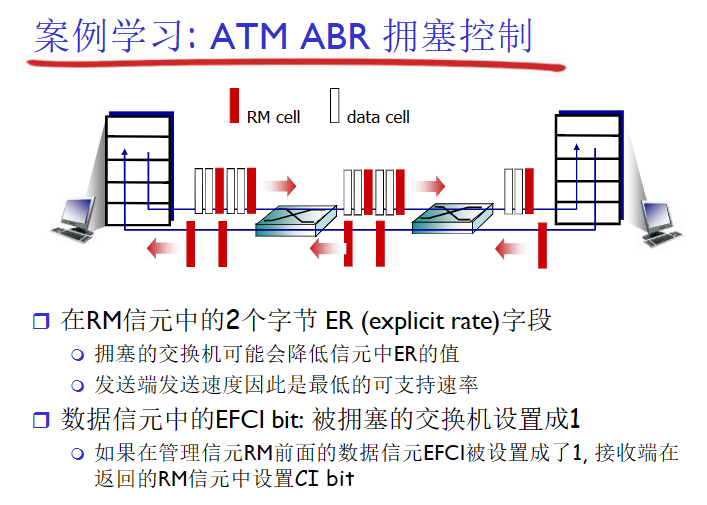 案例学习: ATM ABR 拥塞控制
RM cell
data cell
在RM信元中的2个字节 ER (explicit rate)字段
拥塞的交换机可能会降低信元中ER的值
发送端发送速度因此是最低的可支持速率
数据信元中的EFCI bit: 被拥塞的交换机设置成1
如果在管理信元RM前面的数据信元EFCI被设置成了1, 接收端在
返回的RM信元中设置CI bit